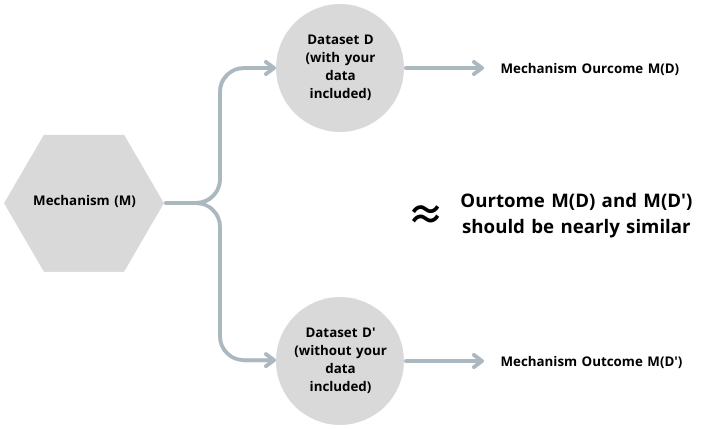 Dataset D
(with your
data
included)
Mechanism Ourcome M(D)
Mechanism (M)
≈
Ourtome M(D) and M(D')
should be nearly similar
Dataset D'
(without your
data
included)
Mechanism Outcome M(D')